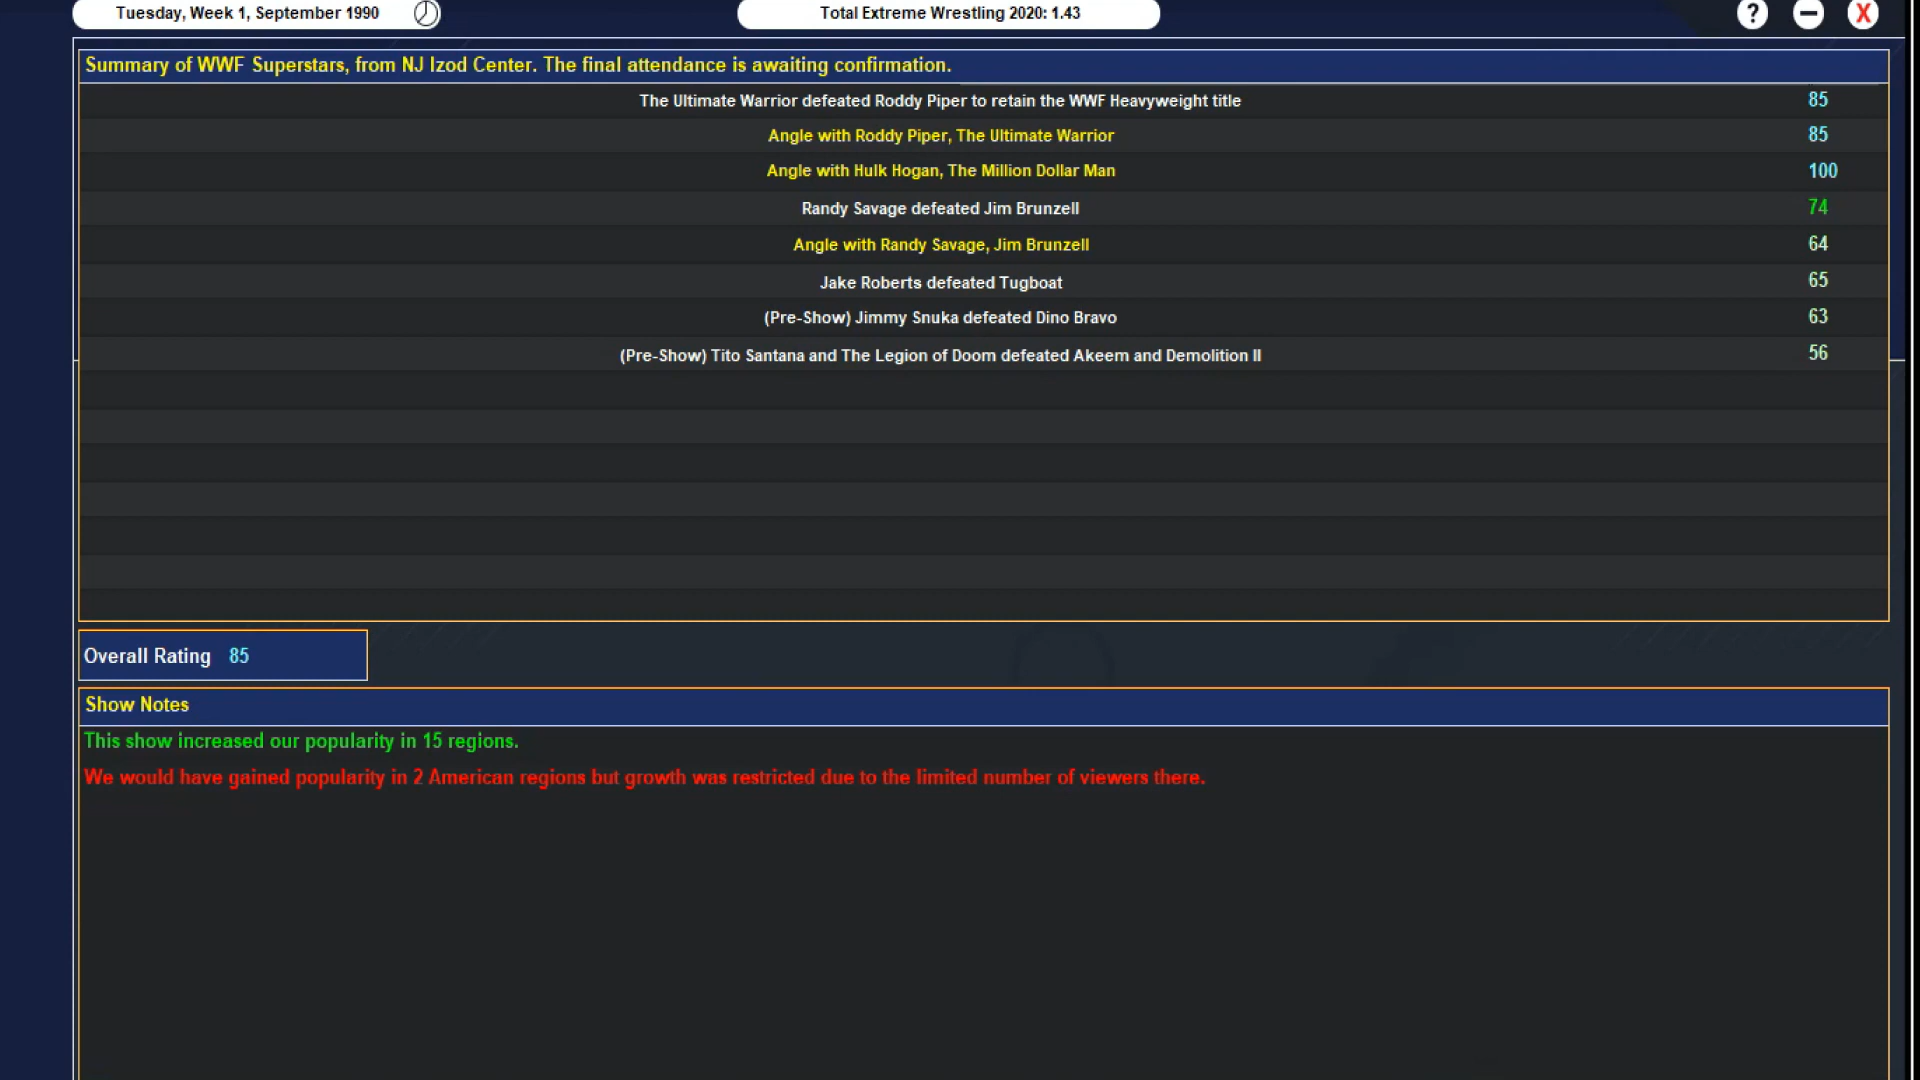 Tuesday, Week 1, September 1990
Total Extreme Wrestling 2020: 1.43
?
X
Summary of WWF Superstars, from NJ Izod Center. The final attendance is awaiting confirmation.
The Ultimate Warrior defeated Roddy Piper to retain the WWF Heavyweight title 85
Angle with Roddy Piper, The Ultimate Warrior 85
Angle with Hulk Hogan, The Million Dollar Man 100
Randy Savage defeated Jim Brunzell 74
Angle with Randy Savage, Jim Brunzell 64
Jake Roberts defeated Tugboat 65
(Pre-Show) Jimmy Snuka defeated Dino Bravo 63
(Pre-Show) Tito Santana and The Legion of Doom defeated Akeem and Demolition II 56
Overall Rating 85
Show Notes
This show increased our popularity in 15 regions.
We would have gained popularity in 2 American regions but growth was restricted due to the limited number of viewers there.